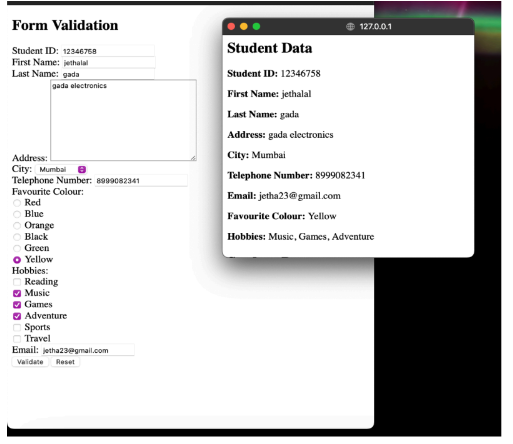 Form Validation
Student ID: 12346758
First Name: jethalal
Last Name: gada
gada electronics
Address:
City: Mumbai
Telephone Number: 8999082341
Favourite Colour:
Red
Blue
Orange
Black
Green
Yellow
Hobbies:
Reading
Music
Games
Adventure
Sports
Travel
Email: jetha23@gmail.com
Validate Reset
127.0.0.1
Student Data
Student ID: 12346758
First Name: jethalal
Last Name: gada
Address: gada electronics
City: Mumbai
Telephone Number: 8999082341
Email: jetha23@gmail.com
Favourite Colour: Yellow
Hobbies: Music, Games, Adventure